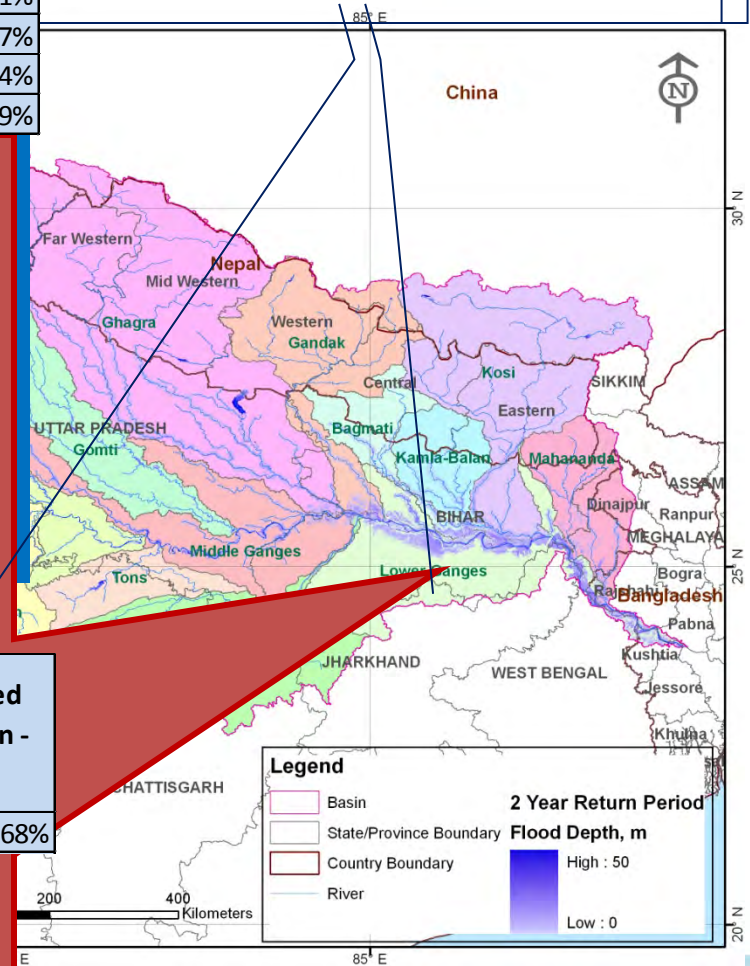 1%
7%
4%
9%
85° E
China
N
30° N
Far Western
Nepal
Mid Western
Ghagra
Western
Gandak
Central
Kosi
SIKKIM
Eastern
UTTAR PRADESH
Gomti
Bagmati
Kamla-Balan
Mahananda
ASSAM
Dinajpur
Ranpur
BIHAR
MEGHALAYA
Middle Ganges
Tons
Lower Ganges
25° N
Bogra
Rajshahi
Bangladesh
Pabna
Kushtia
JHARKHAND
WEST BENGAL
Jessore
Khulna
ed
n -
68%
CHATTISGARH
Legend
Basin
State/Province Boundary
Country Boundary
River
2 Year Return Period
Flood Depth, m
High : 50
Low : 0
200
400
Kilometers
20° N
E
85° E